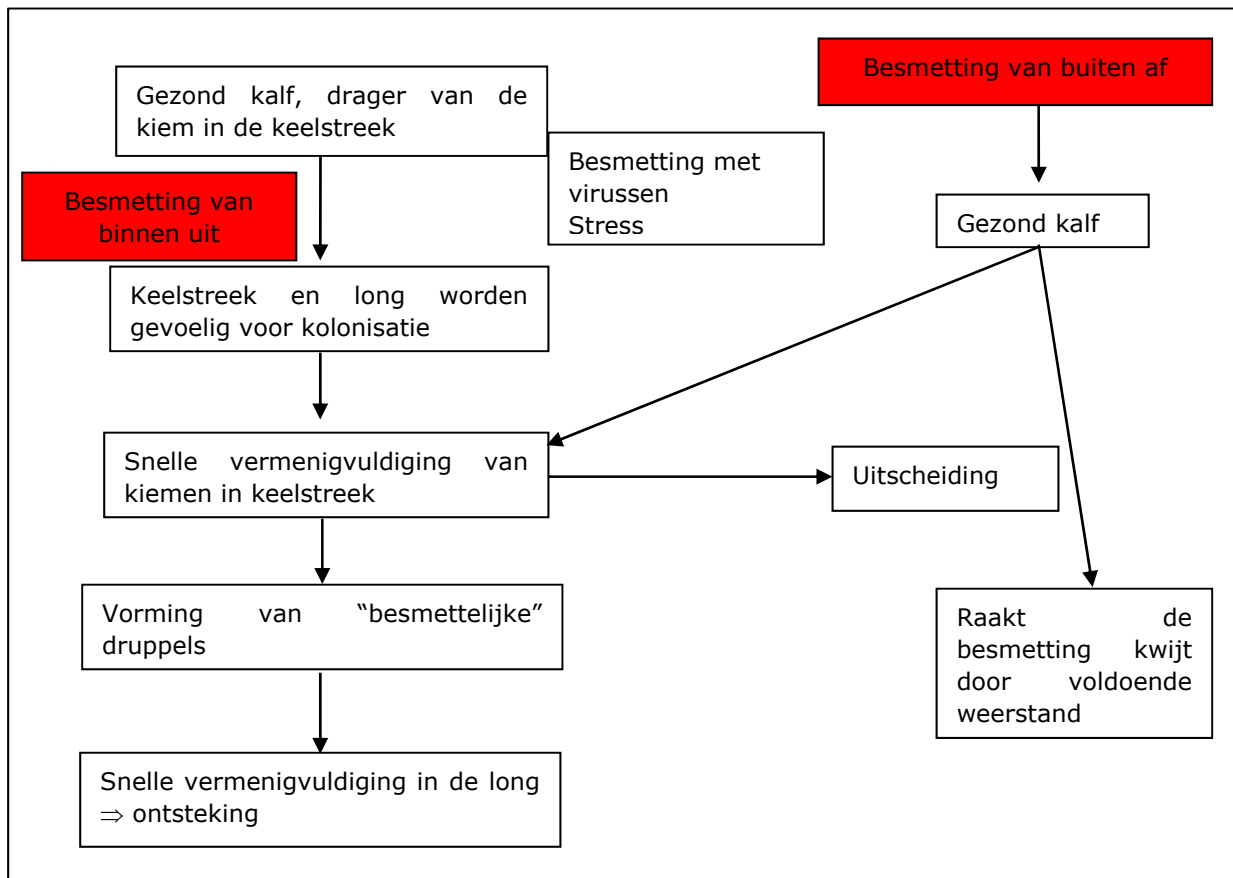 Besmetting van buiten af
Gezond kalf, drager van de
kiem in de keelstreek
Besmetting met
virussen
Stress
Besmetting van
binnen uit
Gezond kalf
Keelstreek en long worden
gevoelig voor kolonisatie
Snelle vermenigvuldiging van
kiemen in keelstreek
Uitscheiding
Vorming van “besmettelijke”
druppels
Raakt de
besmetting kwijt
door voldoende
weerstand
Snelle vermenigvuldiging in de long
⇒ ontsteking